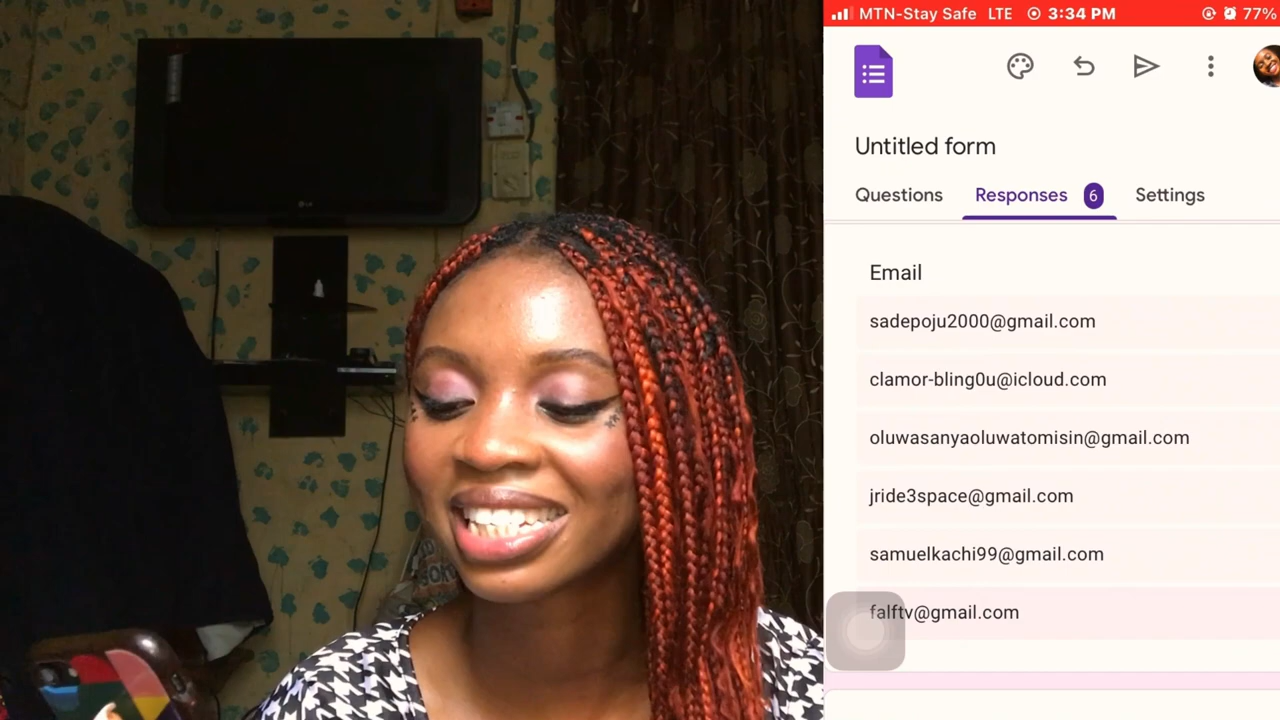 MTN-Stay Safe LTE 3:34 PM 77%
Untitled form
Questions Responses 6 Settings
Email
sadepoju2000@gmail.com
clamor-bling0u@icloud.com
oluwasanyaoluwatomisin@gmail.com
jride3space@gmail.com
samuelkachi99@gmail.com
falftv@gmail.com
LG